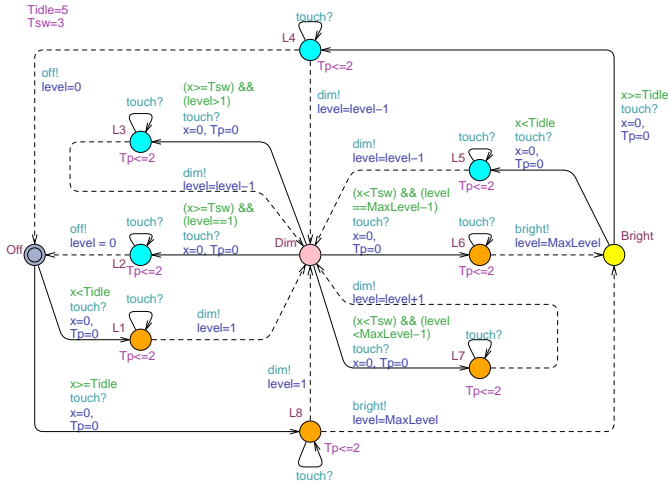 Tidle=5
Tsw=3
touch?
L4
Tp<=2
off!
level=0
dim!
level=level−1
x>=Tidle
touch?
x=0,
Tp=0
(x>=Tsw) &&
(level>1)
touch?
x=0, Tp=0
touch?
L3
Tp<=2
dim!
level=level−1
x<Tidle
touch?
x=0,
Tp=0
touch?
L5
Tp<=2
dim!
level=level−1
(x>=Tsw) &&
(level==1)
touch?
x=0, Tp=0
(x<Tsw) && (level
==MaxLevel−1)
touch?
x=0,
Tp=0
Off
off!
level = 0
touch?
L2
Tp<=2
Dim
touch?
L6
Tp<=2
bright!
level=MaxLevel
Bright
x<Tidle
touch?
x=0,
Tp=0
touch?
L1
Tp<=2
dim!
level=1
dim!
level=level+1
(x<Tsw) && (level
<MaxLevel−1)
touch?
x=0, Tp=0
touch?
L7
Tp<=2
x>=Tidle
touch?
x=0,
Tp=0
dim!
level=1
L8
bright!
level=MaxLevel
Tp<=2
touch?